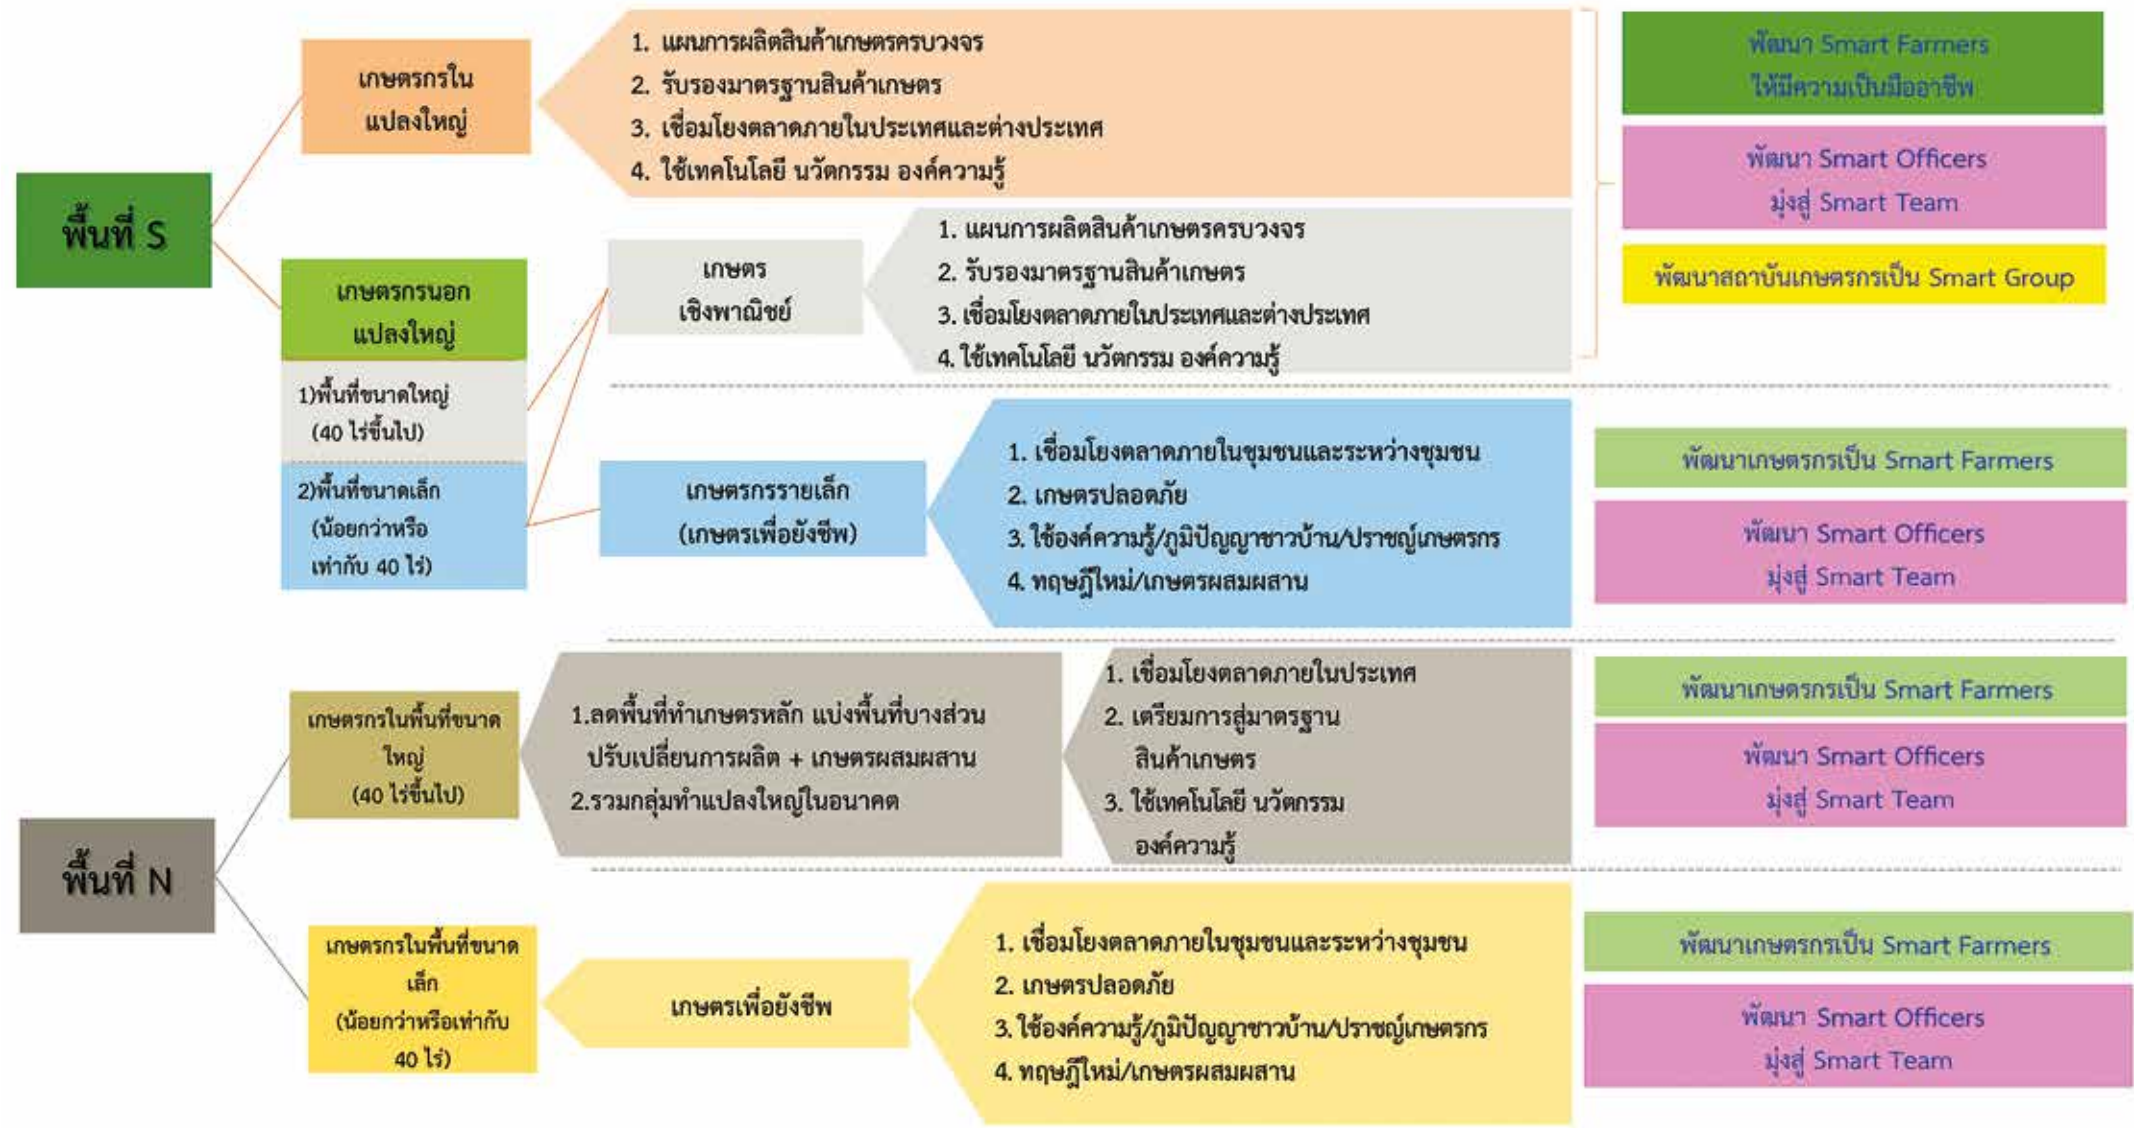 พื้นที่ S
เกษตรกรใน
แปลงใหญ่
1. แผนการผลิตสินค้าเกษตรครบวงจร
2. รับรองมาตรฐานสินค้าเกษตร
3. เชื่อมโยงตลาดภายในประเทศและต่างประเทศ
4. ใช้เทคโนโลยี นวัตกรรม องค์ความรู้
พัฒนา Smart Farmers
ให้มีความเป็นมืออาชีพ
พัฒนา Smart Officers
มุ่งสู่ Smart Team
พัฒนาสถาบันเกษตรกรเป็น Smart Group
เกษตรกรนอก
แปลงใหญ่
1)พื้นที่ขนาดใหญ่
(40 ไร่ขึ้นไป)
2)พื้นที่ขนาดเล็ก
(น้อยกว่าหรือ
เท่ากับ 40 ไร่)
เกษตร
เชิงพาณิชย์
1. แผนการผลิตสินค้าเกษตรครบวงจร
2. รับรองมาตรฐานสินค้าเกษตร
3. เชื่อมโยงตลาดภายในประเทศและต่างประเทศ
4. ใช้เทคโนโลยี นวัตกรรม องค์ความรู้
เกษตรกรรายเล็ก
(เกษตรเพื่อยังชีพ)
1. เชื่อมโยงตลาดภายในชุมชนและระหว่างชุมชน
2. เกษตรปลอดภัย
3. ใช้องค์ความรู้/ภูมิปัญญาชาวบ้าน/ปราชญ์เกษตรกร
4. ทฤษฎีใหม่/เกษตรผสมผสาน
พัฒนาเกษตรกรเป็น Smart Farmers
พัฒนา Smart Officers
มุ่งสู่ Smart Team
พื้นที่ N
เกษตรกรในพื้นที่ขนาด
ใหญ่
(40 ไร่ขึ้นไป)
1.ลดพื้นที่ทำเกษตรหลัก แบ่งพื้นที่บางส่วน
ปรับเปลี่ยนการผลิต + เกษตรผสมผสาน
2.รวมกลุ่มทำแปลงใหญ่ในอนาคต
1. เชื่อมโยงตลาดภายในประเทศ
2. เตรียมการสู่มาตรฐาน
สินค้าเกษตร
3. ใช้เทคโนโลยี นวัตกรรม
องค์ความรู้
พัฒนาเกษตรกรเป็น Smart Farmers
พัฒนา Smart Officers
มุ่งสู่ Smart Team
เกษตรกรในพื้นที่ขนาด
เล็ก
(น้อยกว่าหรือเท่ากับ
40 ไร่)
เกษตรเพื่อยังชีพ
1. เชื่อมโยงตลาดภายในชุมชนและระหว่างชุมชน
2. เกษตรปลอดภัย
3. ใช้องค์ความรู้/ภูมิปัญญาชาวบ้าน/ปราชญ์เกษตรกร
4. ทฤษฎีใหม่/เกษตรผสมผสาน
พัฒนาเกษตรกรเป็น Smart Farmers
พัฒนา Smart Officers
มุ่งสู่ Smart Team